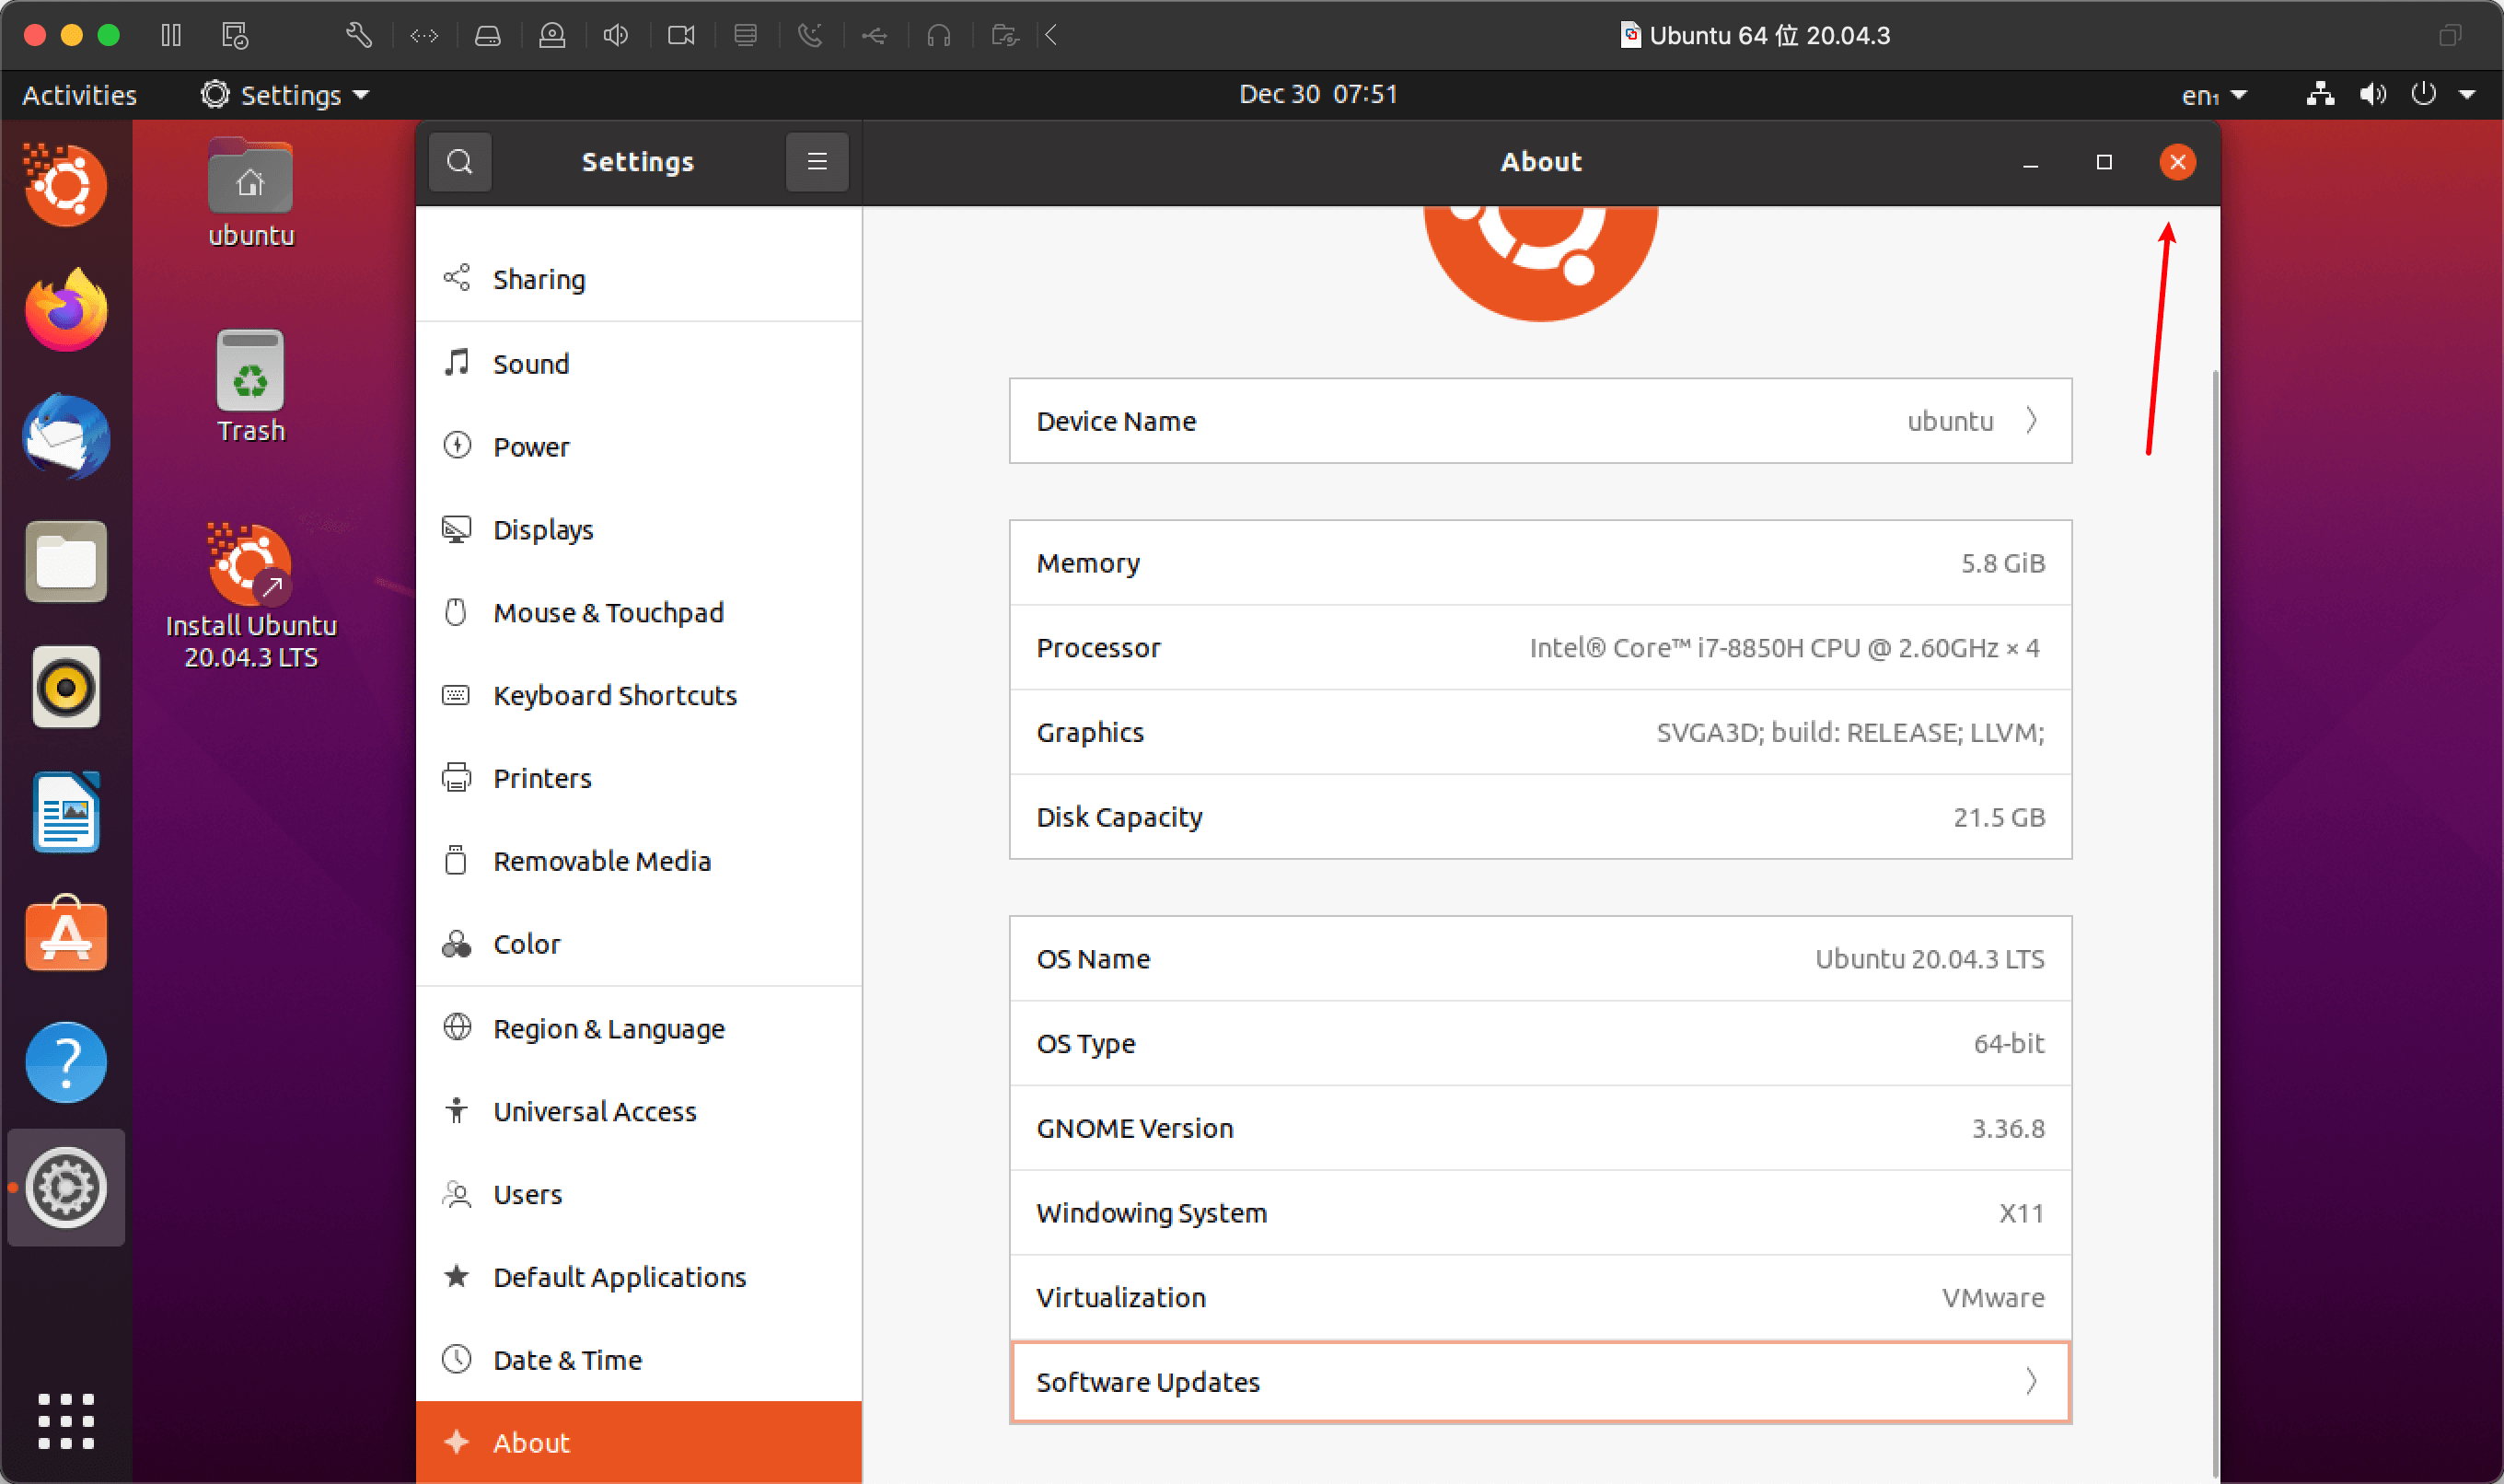 Ubuntu 64 位 20.04.3
Activities
Settings
Dec 30 07:51
en₁
ubuntu
Trash
Install Ubuntu
20.04.3 LTS
Settings
Sharing
Sound
Power
Displays
Mouse & Touchpad
Keyboard Shortcuts
Printers
Removable Media
Color
Region & Language
Universal Access
Users
Default Applications
Date & Time
About
About
Device Name ubuntu
Memory 5.8 GiB
Processor Intel® Core™ i7-8850H CPU @ 2.60GHz × 4
Graphics SVGA3D; build: RELEASE; LLVM;
Disk Capacity 21.5 GB
OS Name Ubuntu 20.04.3 LTS
OS Type 64-bit
GNOME Version 3.36.8
Windowing System X11
Virtualization VMware
Software Updates